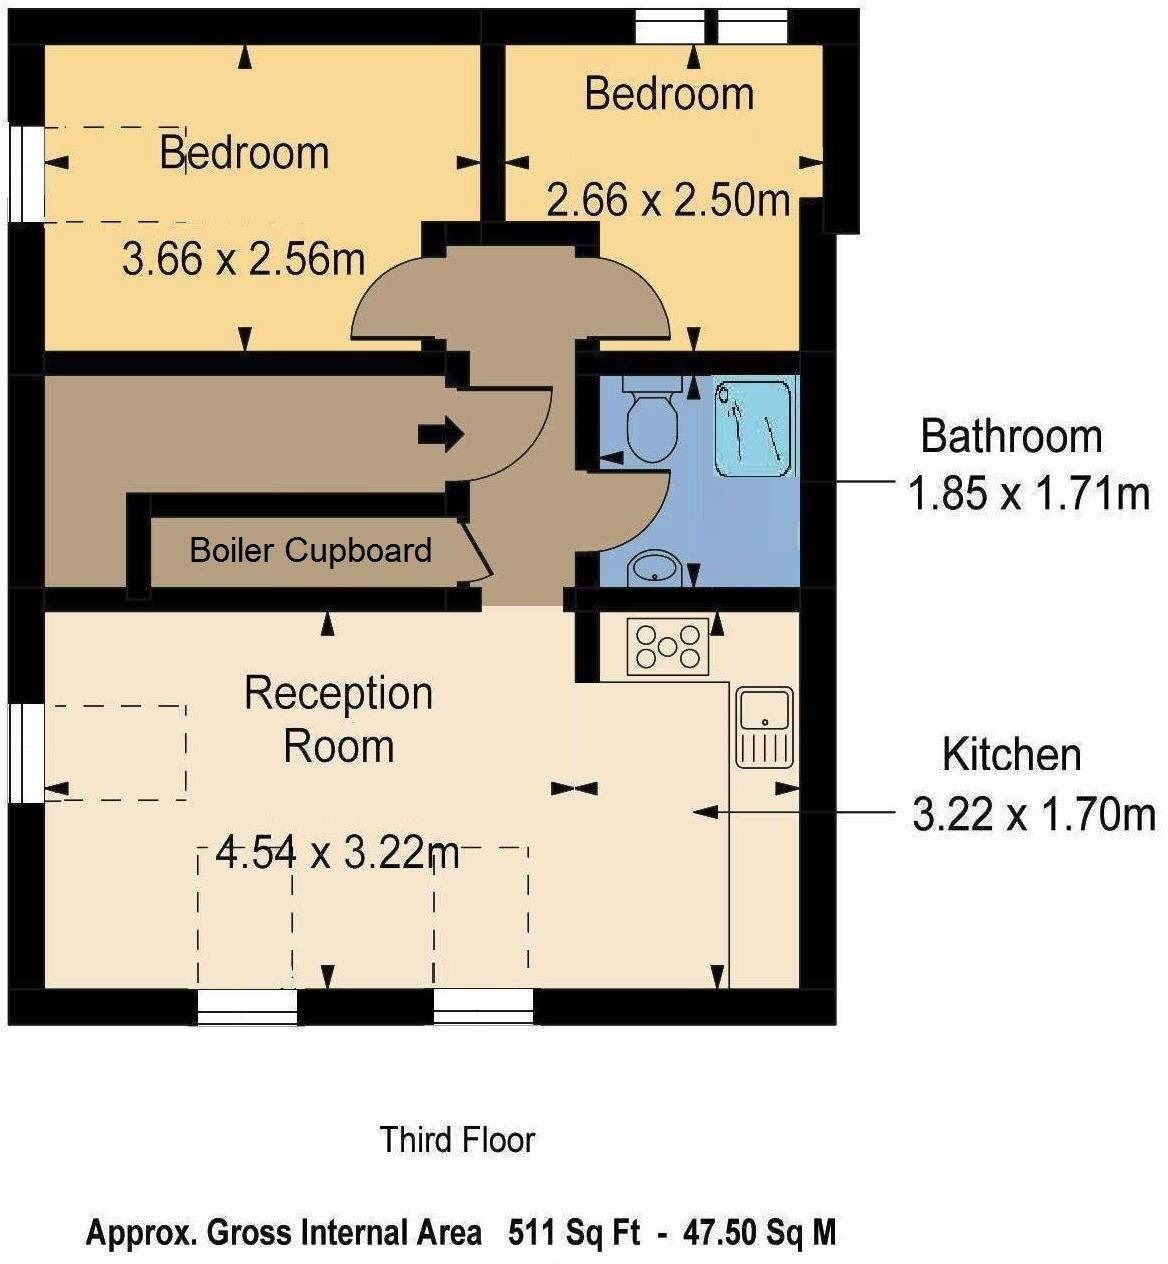 Bedroom
3.66 x 2.56m
Bedroom
2.66 x 2.50m
Bathroom
1.85 x 1.71m
Boiler Cupboard
Reception
Room
4.54 x 3.22m
Kitchen
3.22 x 1.70m
Third Floor
Approx. Gross Internal Area 511 Sq Ft - 47.50 Sq M